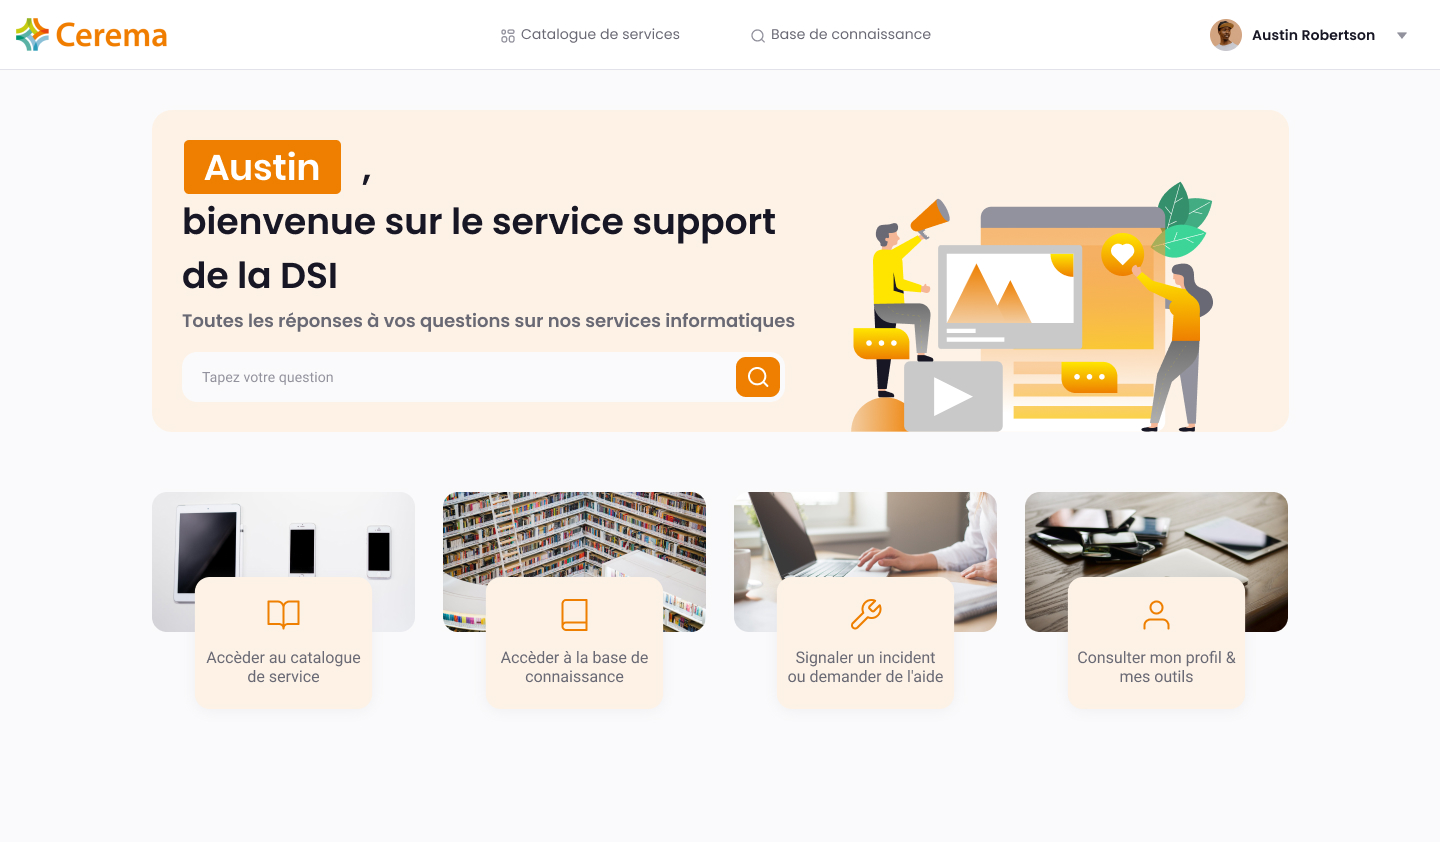 Cerema
Catalogue de services
Base de connaissance
Austin Robertson
Austin ,
bienvenue sur le service support
de la DSI
Toutes les réponses à vos questions sur nos services informatiques
Tapez votre question
Accèder au catalogue
de service
Accèder à la base de
connaissance
Signaler un incident
ou demander de l'aide
Consulter mon profil &
mes outils